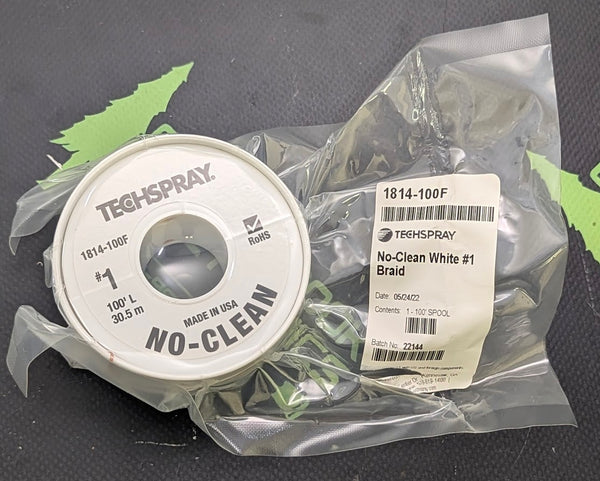 TECHSPRAY®
1814-100F
RoHS
#1
100' L
30.5 m
MADE IN USA
NO-CLEAN
1814-100F
TECHSPRAY
No-Clean White #1
Braid
Date: 05/24/22
Contents: 1 - 100' SPOOL
Batch No: 22144